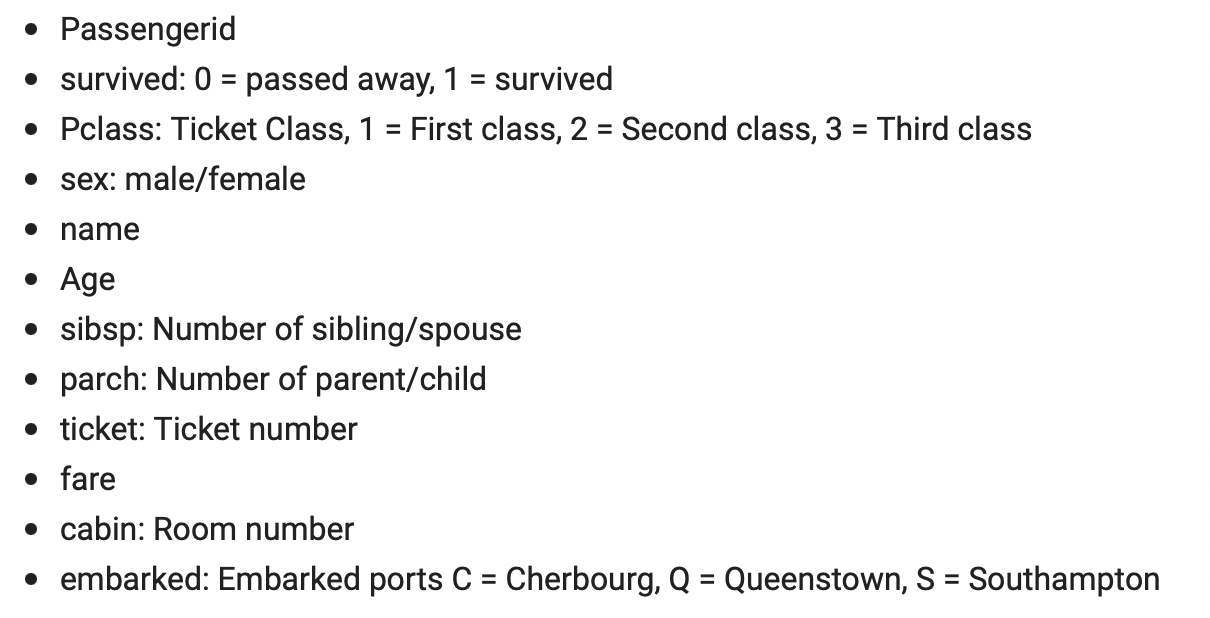 • Passengerid
• survived: 0 = passed away, 1 = survived
• Pclass: Ticket Class, 1 = First class, 2 = Second class, 3 = Third class
• sex: male/female
• name
• Age
• sibsp: Number of sibling/spouse
• parch: Number of parent/child
• ticket: Ticket number
• fare
• cabin: Room number
• embarked: Embarked ports C = Cherbourg, Q = Queenstown, S = Southampton